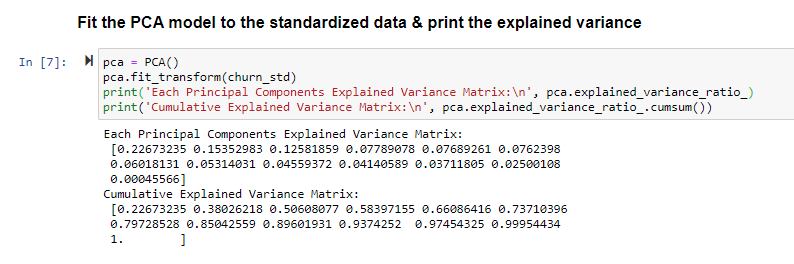 Fit the PCA model to the standardized data & print the explained variance
In [7]:
pca = PCA()
pca.fit_transform(churn_std)
print('Each Principal Components Explained Variance Matrix:\n', pca.explained_variance_ratio_)
print('Cumulative Explained Variance Matrix:\n', pca.explained_variance_ratio_.cumsum())
Each Principal Components Explained Variance Matrix:
[0.22673235 0.15352983 0.12581859 0.07789078 0.07689261 0.0762398
0.06018131 0.05314031 0.04559372 0.04140589 0.03711805 0.02500108
0.00045566]
Cumulative Explained Variance Matrix:
[0.22673235 0.38026218 0.50608077 0.58397155 0.66086416 0.73710396
0.79728528 0.85042559 0.89601931 0.9374252  0.97454325 0.99954434
1.        ]